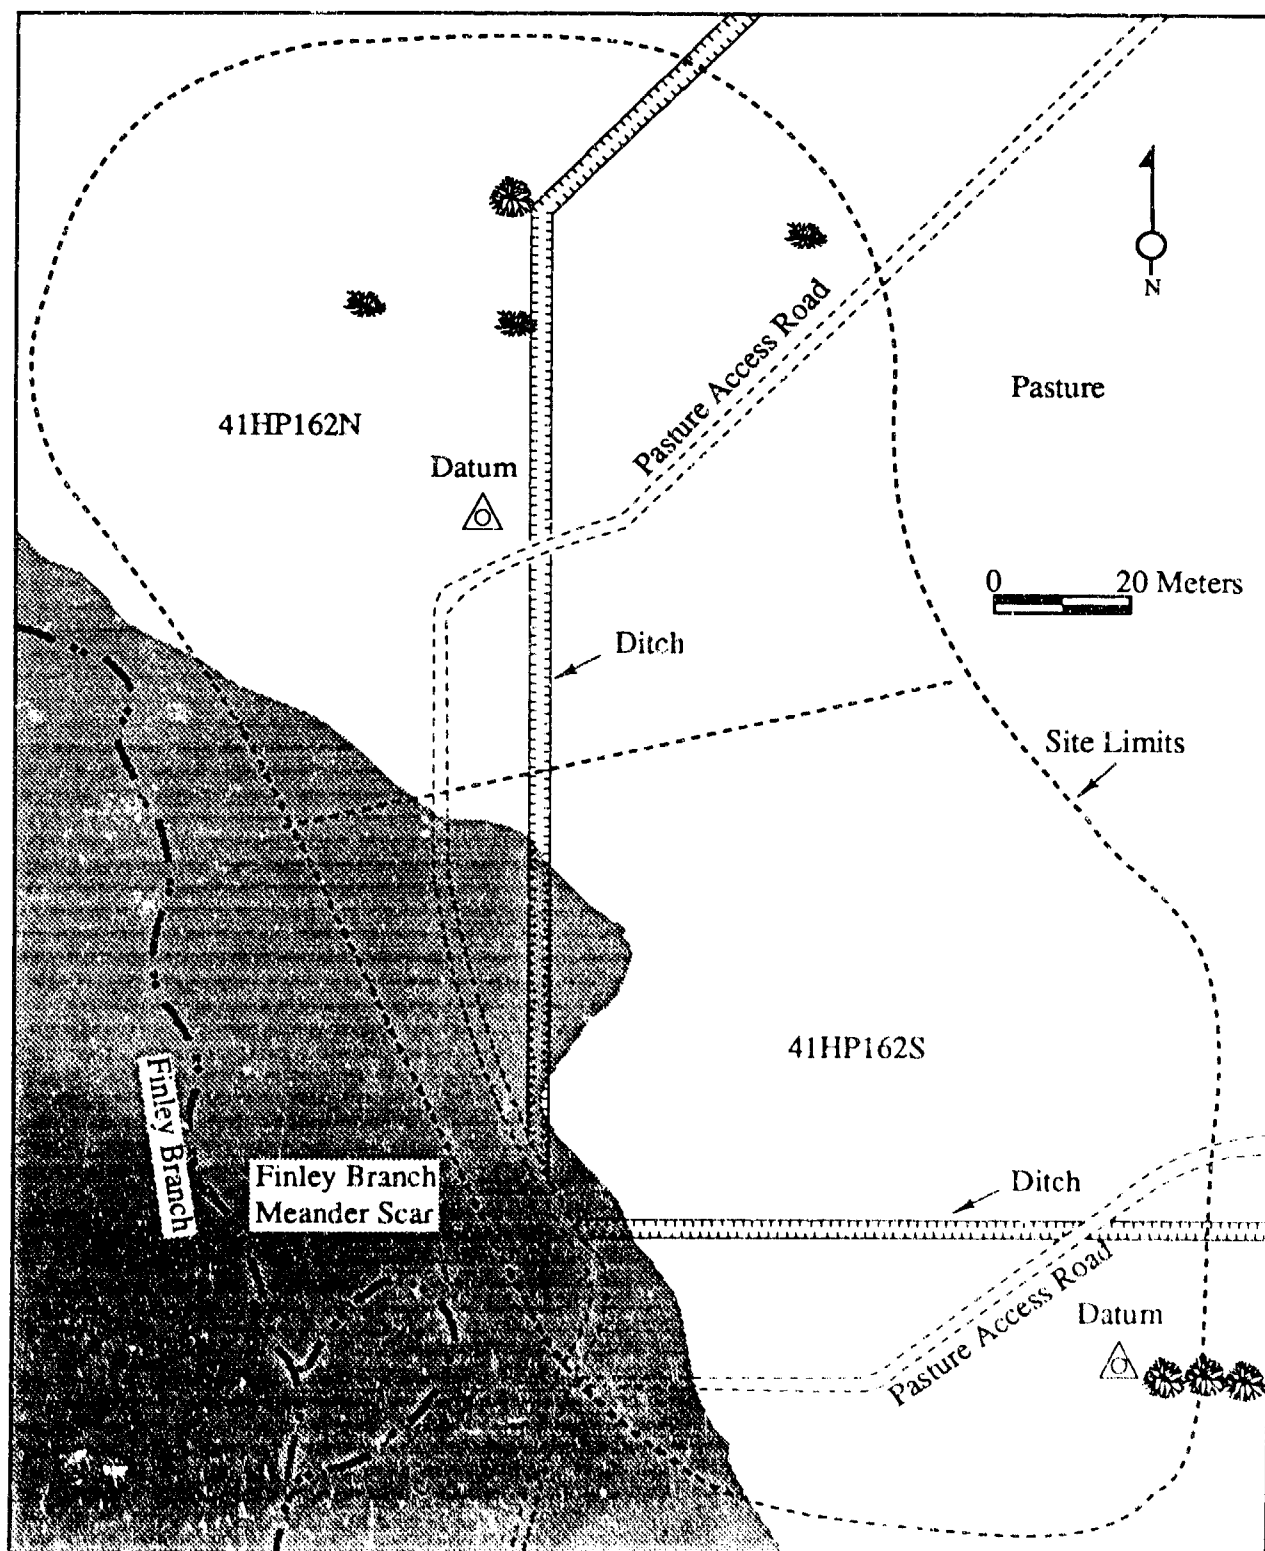 N
Pasture Access Road
Pasture
41HP162N
Datum
0 20 Meters
Ditch
Site Limits
41HP162S
Finley Branch
Finley Branch
Meander Scar
Ditch
Pasture Access Road
Datum